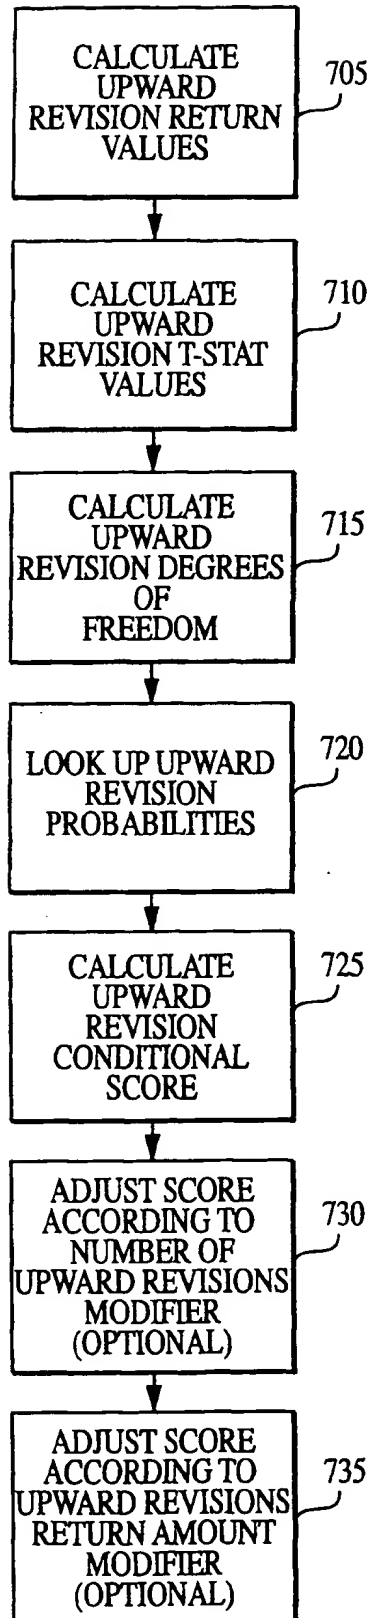 CALCULATE
UPWARD
REVISION RETURN
VALUES
705
CALCULATE
UPWARD
REVISION T-STAT
VALUES
710
CALCULATE
UPWARD
REVISION DEGREES
OF
FREEDOM
715
LOOK UP UPWARD
REVISION
PROBABILITIES
720
CALCULATE
UPWARD
REVISION
CONDITIONAL
SCORE
725
ADJUST SCORE
ACCORDING TO
NUMBER OF
UPWARD REVISIONS
MODIFIER
(OPTIONAL)
730
ADJUST SCORE
ACCORDING TO
UPWARD REVISIONS
RETURN AMOUNT
MODIFIER
(OPTIONAL)
735